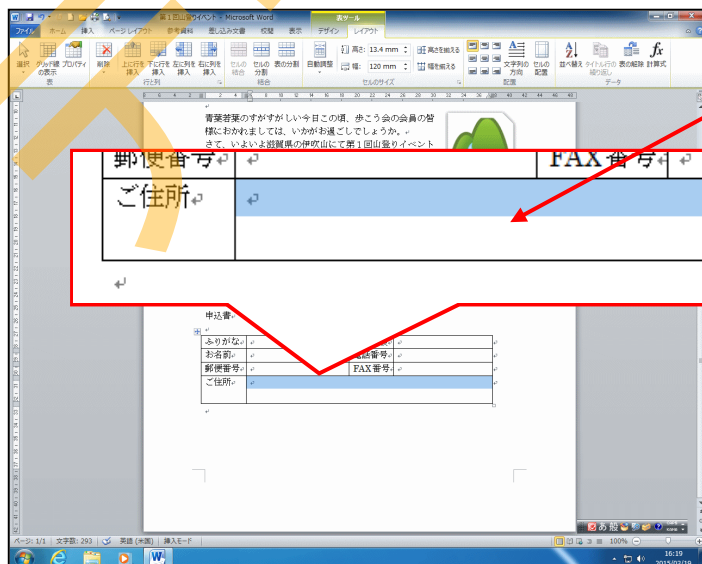 第1回山登りイベント - Microsoft Word
表ツール
ファイル ホーム 挿入 ページ レイアウト 参考資料 差し込み文書 校閲 表示 デザイン レイアウト
選択 グリッド線の表示 プロパティ 削除 上に行を挿入 下に行を挿入 左に列を挿入 右に列を挿入 セルの結合 セルの分割 表の分割 自動調整 高さ: 13.4 mm 幅: 120 mm 高さを揃える 幅を揃える 文字列の方向 セルの配置 並べ替え タイトル行の繰り返し 表の解除 計算式
表 行と列 結合 セルのサイズ 配置 データ
青葉若葉のすがすがしい今日この頃、歩こう会の会員の皆
様におかれましては、いかがお過ごしでしょうか。
さて、いよいよ滋賀県の伊吹山にて第1回山登りイベント
郵便番号 FAX 番号
ご住所
申込書
ふりがな
お名前 電話番号
郵便番号 FAX 番号
ご住所
あ 般
ページ: 1/1 文字数: 293 英語 (米国) 挿入モード 100%
16:19
2015/03/19